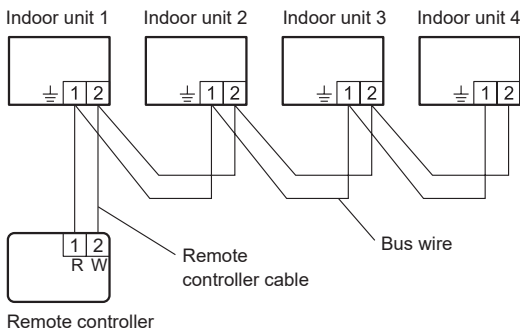 Indoor unit 1 Indoor unit 2 Indoor unit 3 Indoor unit 4
1 2 1 2 1 2 1 2
1 2
R W
Remote
controller cable
Bus wire
Remote controller